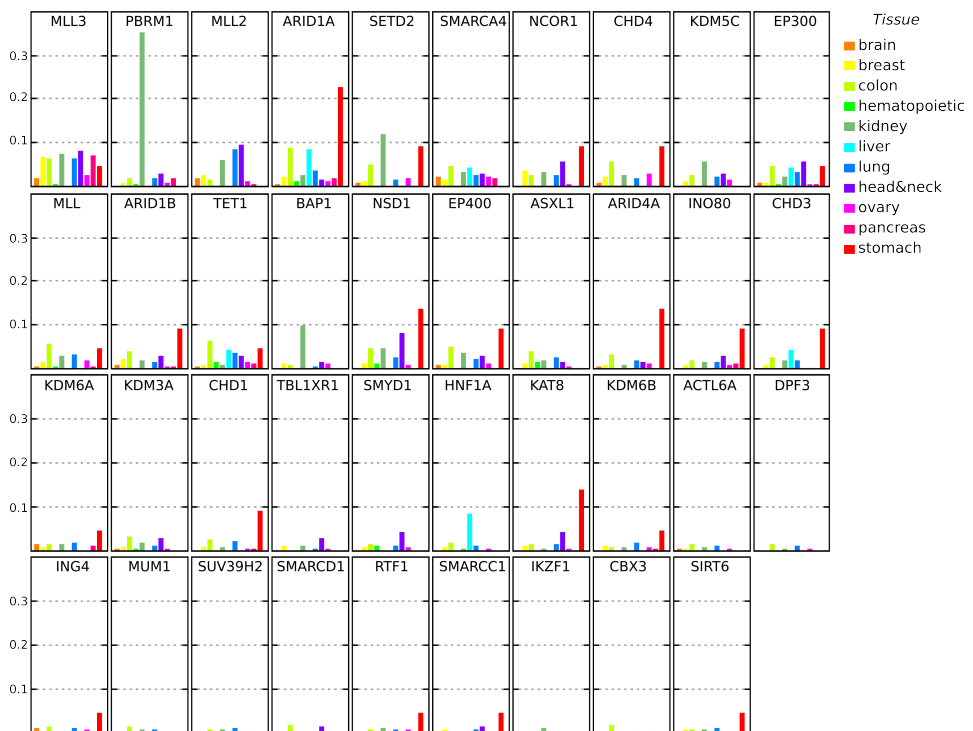 MLL3 PBRM1 MLL2 ARID1A SETD2 SMARCA4 NCOR1 CHD4 KDM5C EP300 Tissue
brain
0.3
breast
colon
0.2 hematopoietic
kidney
0.1 liver
lung
head&neck
MLL ARID1B TET1 BAP1 NSD1 EP400 ASXL1 ARID4A INO80 CHD3 ovary
pancreas
0.3 stomach
0.2
0.1
KDM6A KDM3A CHD1 TBL1XR1 SMYD1 HNF1A KAT8 KDM6B ACTL6A DPF3
0.3
0.2
0.1
ING4 MUM1 SUV39H2 SMARCD1 RTF1 SMARCC1 IKZF1 CBX3 SIRT6
0.3
0.2
0.1